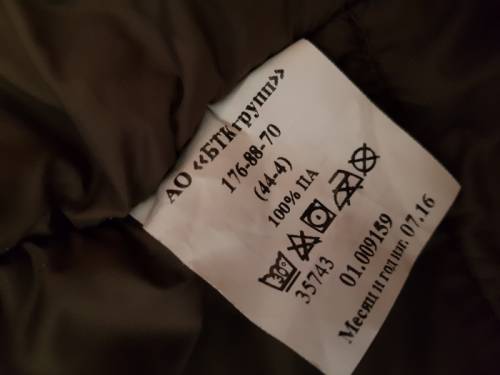 АО «БТКгрупп»
176-88-70
(44-4)
100% ПА
30°
35743
01.009159
Месяц и год изг. 07.16